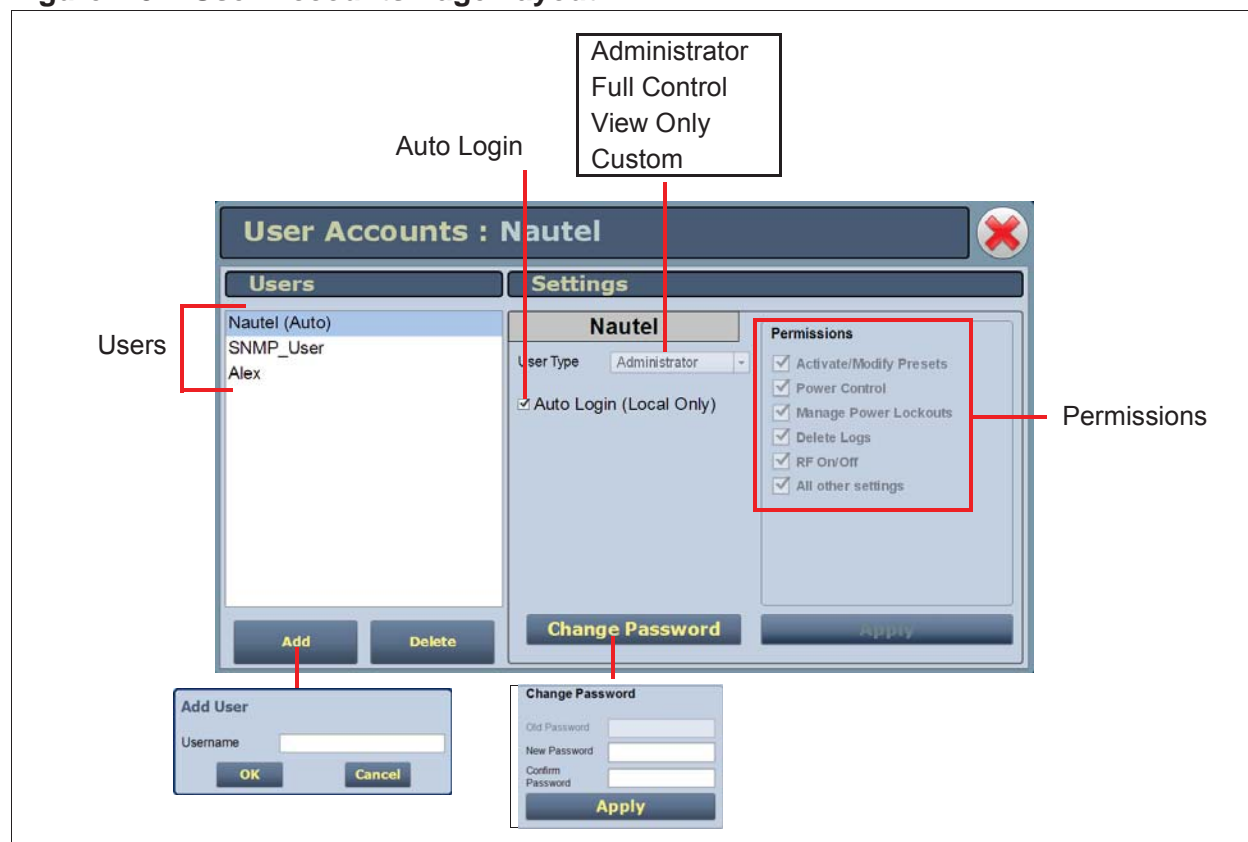 Administrator
Full Control
View Only
Custom
Auto Login
User Accounts : Nautel
Users
Settings
Users
Nautel (Auto)
SNMP_User
Alex
Nautel
User Type
Administrator
Auto Login (Local Only)
Permissions
Activate/Modify Presets
Power Control
Manage Power Lockouts
Delete Logs
RF On/Off
All other settings
Permissions
Add
Delete
Change Password
Apply
Add User
Username
OK
Cancel
Change Password
Old Password
New Password
Confirm
Password
Apply